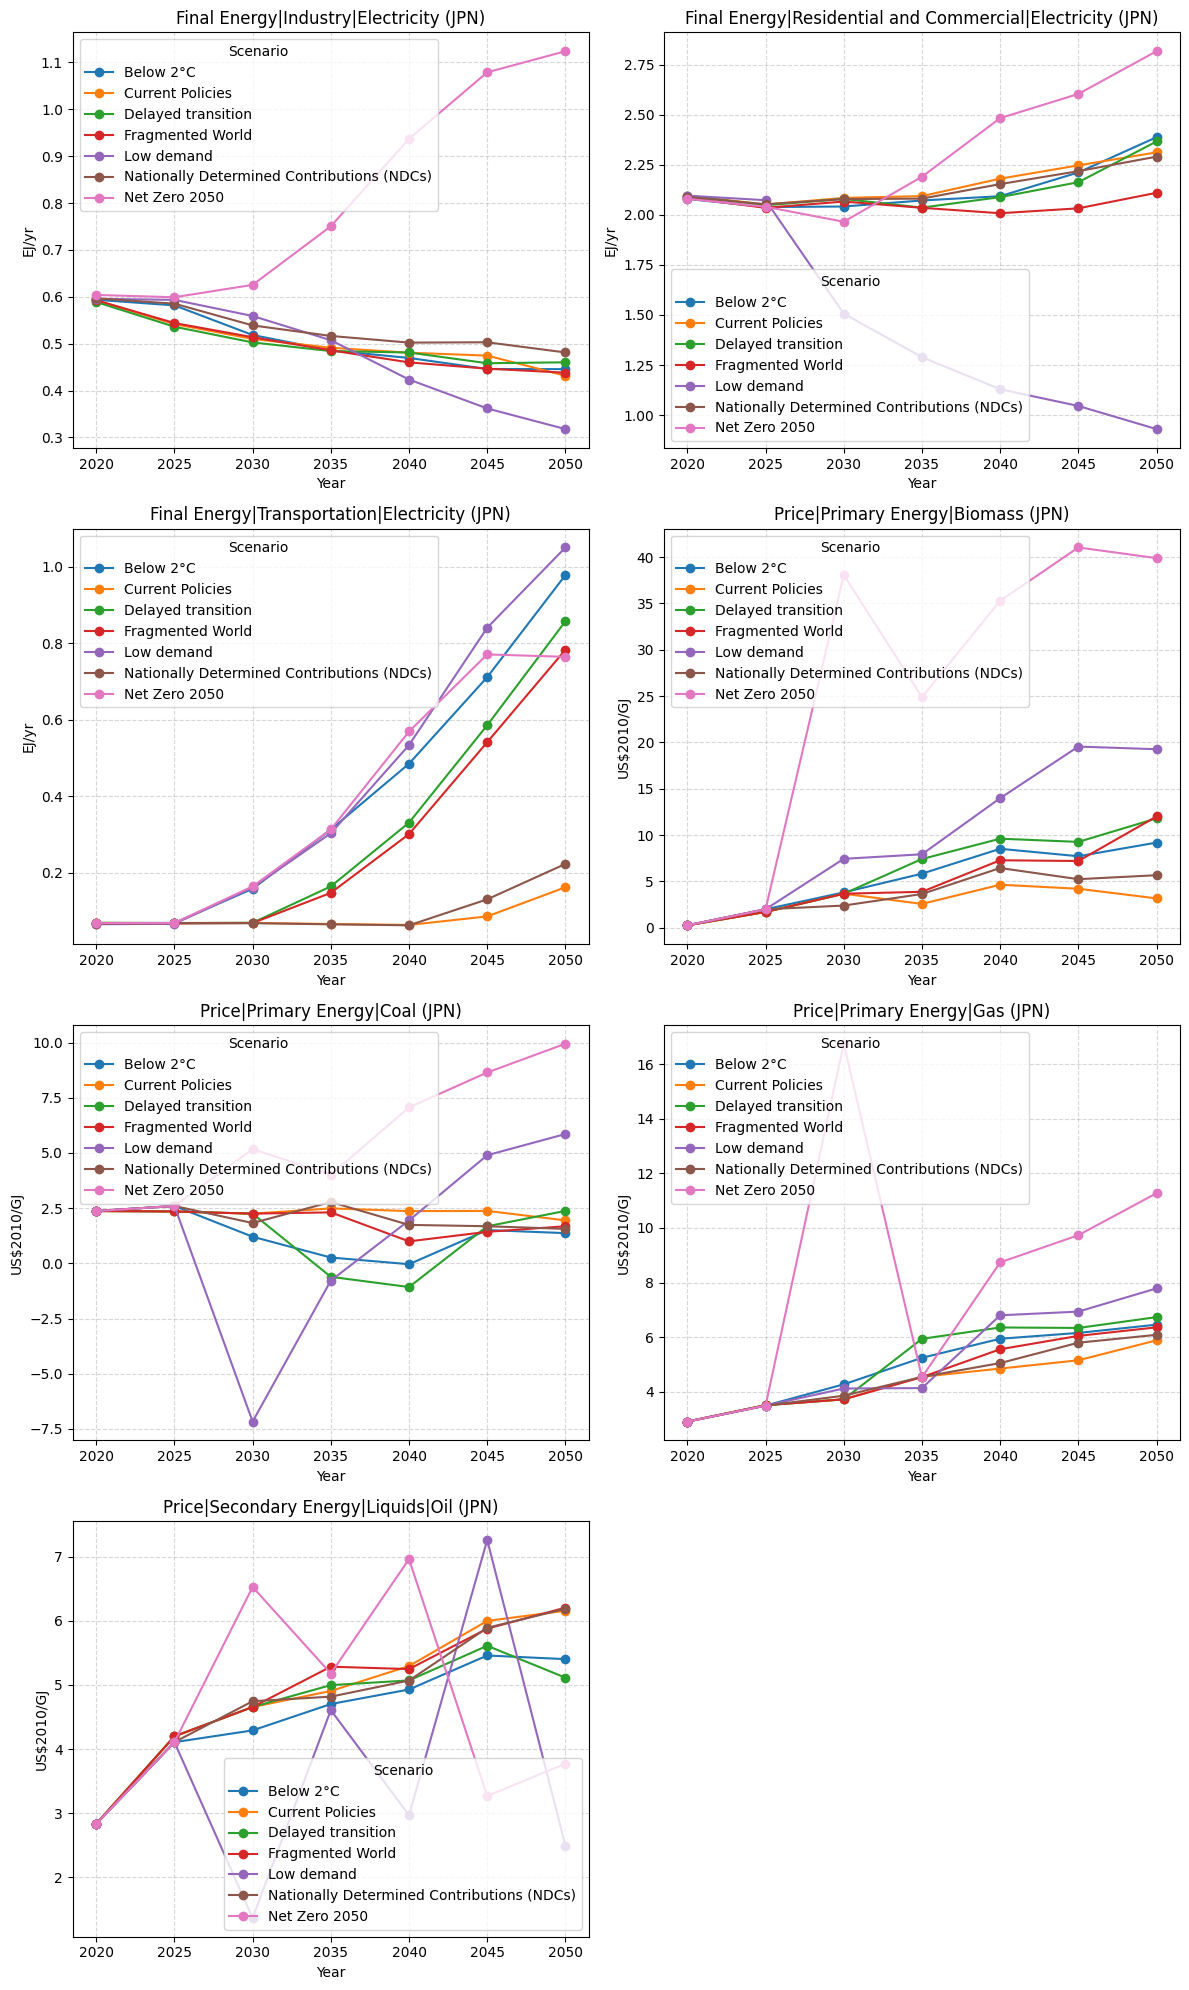 Final Energy|Industry|Electricity (JPN)
EJ/yr
1.1
1.0
0.9
0.8
0.7
0.6
0.5
0.4
0.3
Scenario
Below 2°C
Current Policies
Delayed transition
Fragmented World
Low demand
Nationally Determined Contributions (NDCs)
Net Zero 2050
2020 2025 2030 2035 2040 2045 2050
Year
Final Energy|Residential and Commercial|Electricity (JPN)
EJ/yr
2.75
2.50
2.25
2.00
1.75
1.50
1.25
1.00
Scenario
Below 2°C
Current Policies
Delayed transition
Fragmented World
Low demand
Nationally Determined Contributions (NDCs)
Net Zero 2050
2020 2025 2030 2035 2040 2045 2050
Year
Final Energy|Transportation|Electricity (JPN)
EJ/yr
1.0
0.8
0.6
0.4
0.2
Scenario
Below 2°C
Current Policies
Delayed transition
Fragmented World
Low demand
Nationally Determined Contributions (NDCs)
Net Zero 2050
2020 2025 2030 2035 2040 2045 2050
Year
Price|Primary Energy|Biomass (JPN)
US$2010/GJ
40
35
30
25
20
15
10
5
0
Scenario
Below 2°C
Current Policies
Delayed transition
Fragmented World
Low demand
Nationally Determined Contributions (NDCs)
Net Zero 2050
2020 2025 2030 2035 2040 2045 2050
Year
Price|Primary Energy|Coal (JPN)
US$2010/GJ
10.0
7.5
5.0
2.5
0.0
−2.5
−5.0
−7.5
Scenario
Below 2°C
Current Policies
Delayed transition
Fragmented World
Low demand
Nationally Determined Contributions (NDCs)
Net Zero 2050
2020 2025 2030 2035 2040 2045 2050
Year
Price|Primary Energy|Gas (JPN)
US$2010/GJ
16
14
12
10
8
6
4
Scenario
Below 2°C
Current Policies
Delayed transition
Fragmented World
Low demand
Nationally Determined Contributions (NDCs)
Net Zero 2050
2020 2025 2030 2035 2040 2045 2050
Year
Price|Secondary Energy|Liquids|Oil (JPN)
US$2010/GJ
7
6
5
4
3
2
Scenario
Below 2°C
Current Policies
Delayed transition
Fragmented World
Low demand
Nationally Determined Contributions (NDCs)
Net Zero 2050
2020 2025 2030 2035 2040 2045 2050
Year